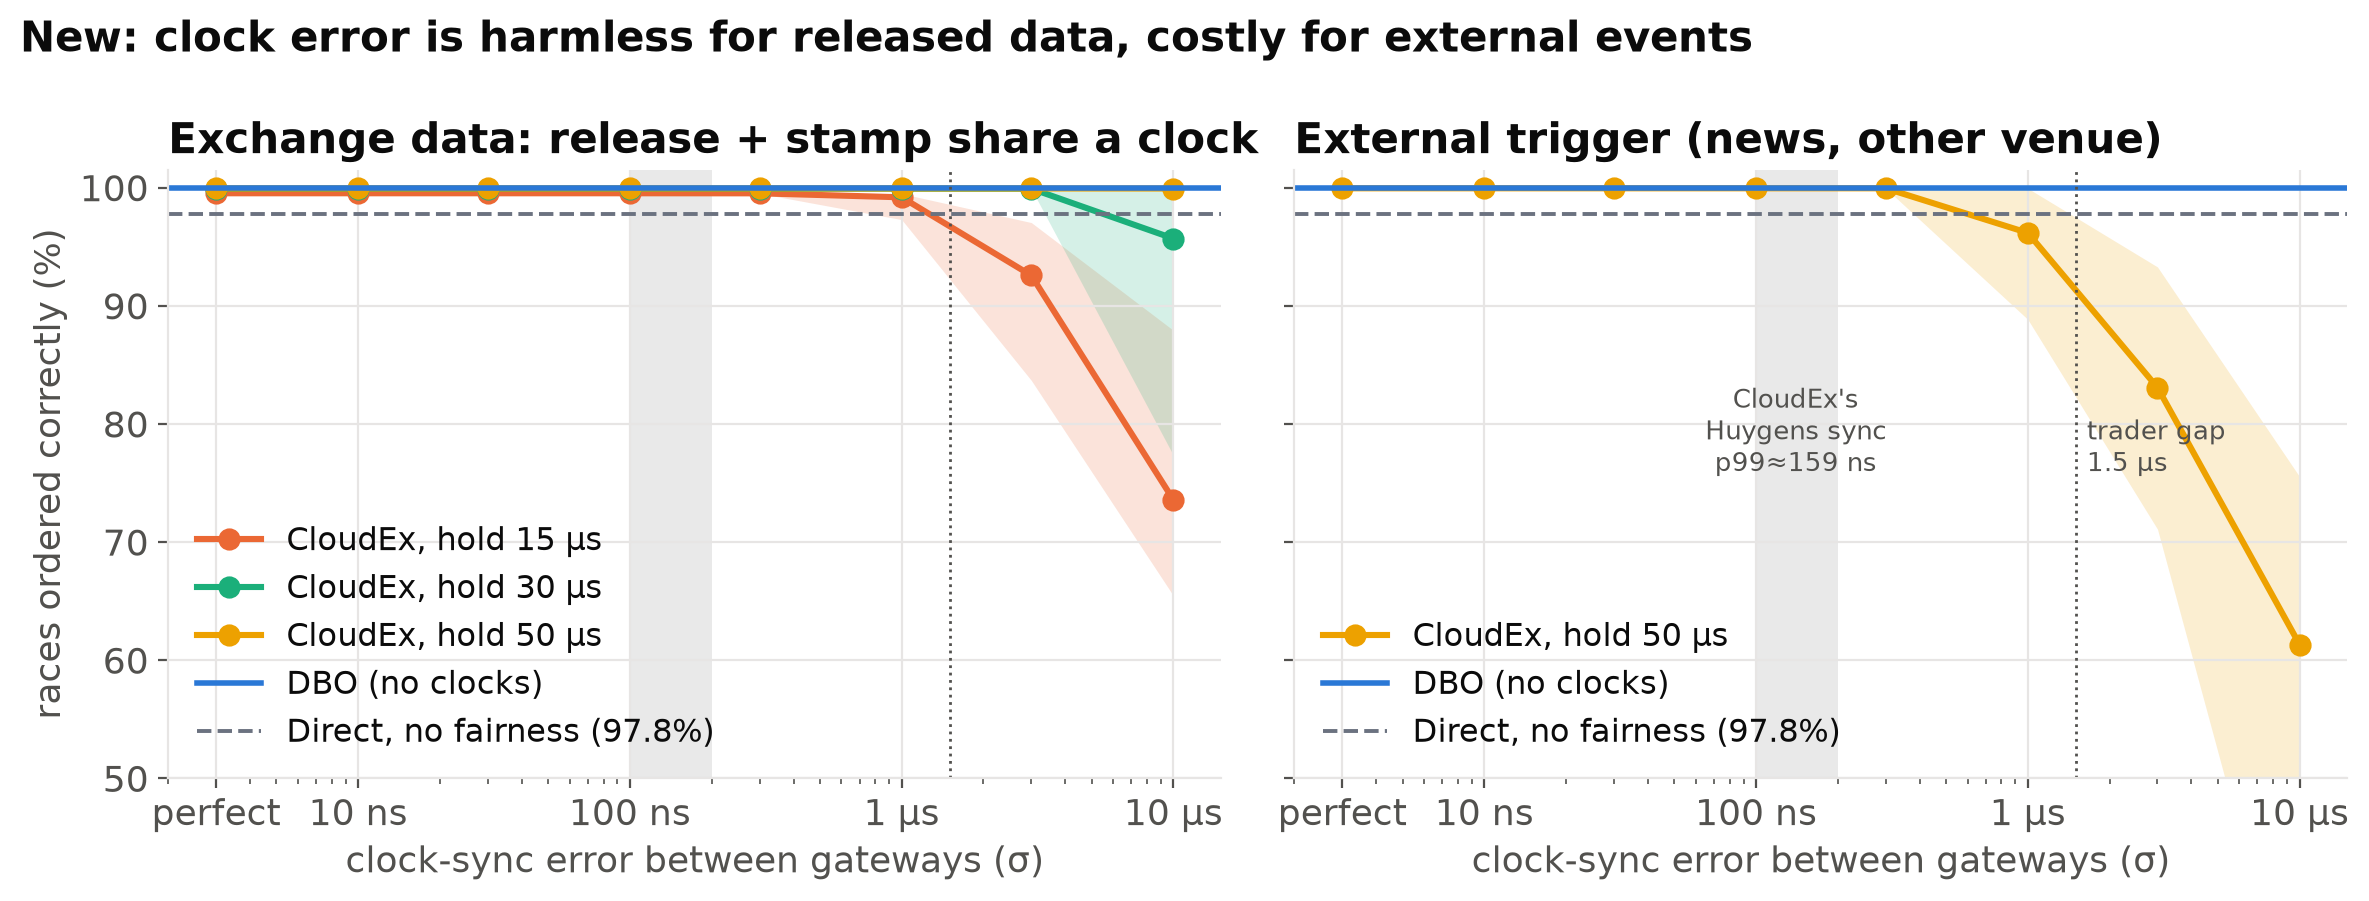 New: clock error is harmless for released data, costly for external events
Exchange data: release + stamp share a clock
races ordered correctly (%)
100
90
80
70
60
50
CloudEx, hold 15 µs
CloudEx, hold 30 µs
CloudEx, hold 50 µs
DBO (no clocks)
Direct, no fairness (97.8%)
perfect
10 ns
100 ns
1 µs
10 µs
clock-sync error between gateways (σ)
External trigger (news, other venue)
CloudEx's
Huygens sync
p99≈159 ns
trader gap
1.5 µs
CloudEx, hold 50 µs
DBO (no clocks)
Direct, no fairness (97.8%)
perfect
10 ns
100 ns
1 µs
10 µs
clock-sync error between gateways (σ)